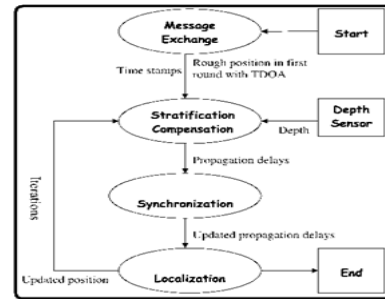 Message
Exchange
Start
Time stamps
Rough position in first
round with TDOA
Stratification
Compensation
Depth
Sensor
Depth
Propagation delays
Iterations
Synchronization
Updated propagation delays
Updated position
Localization
End